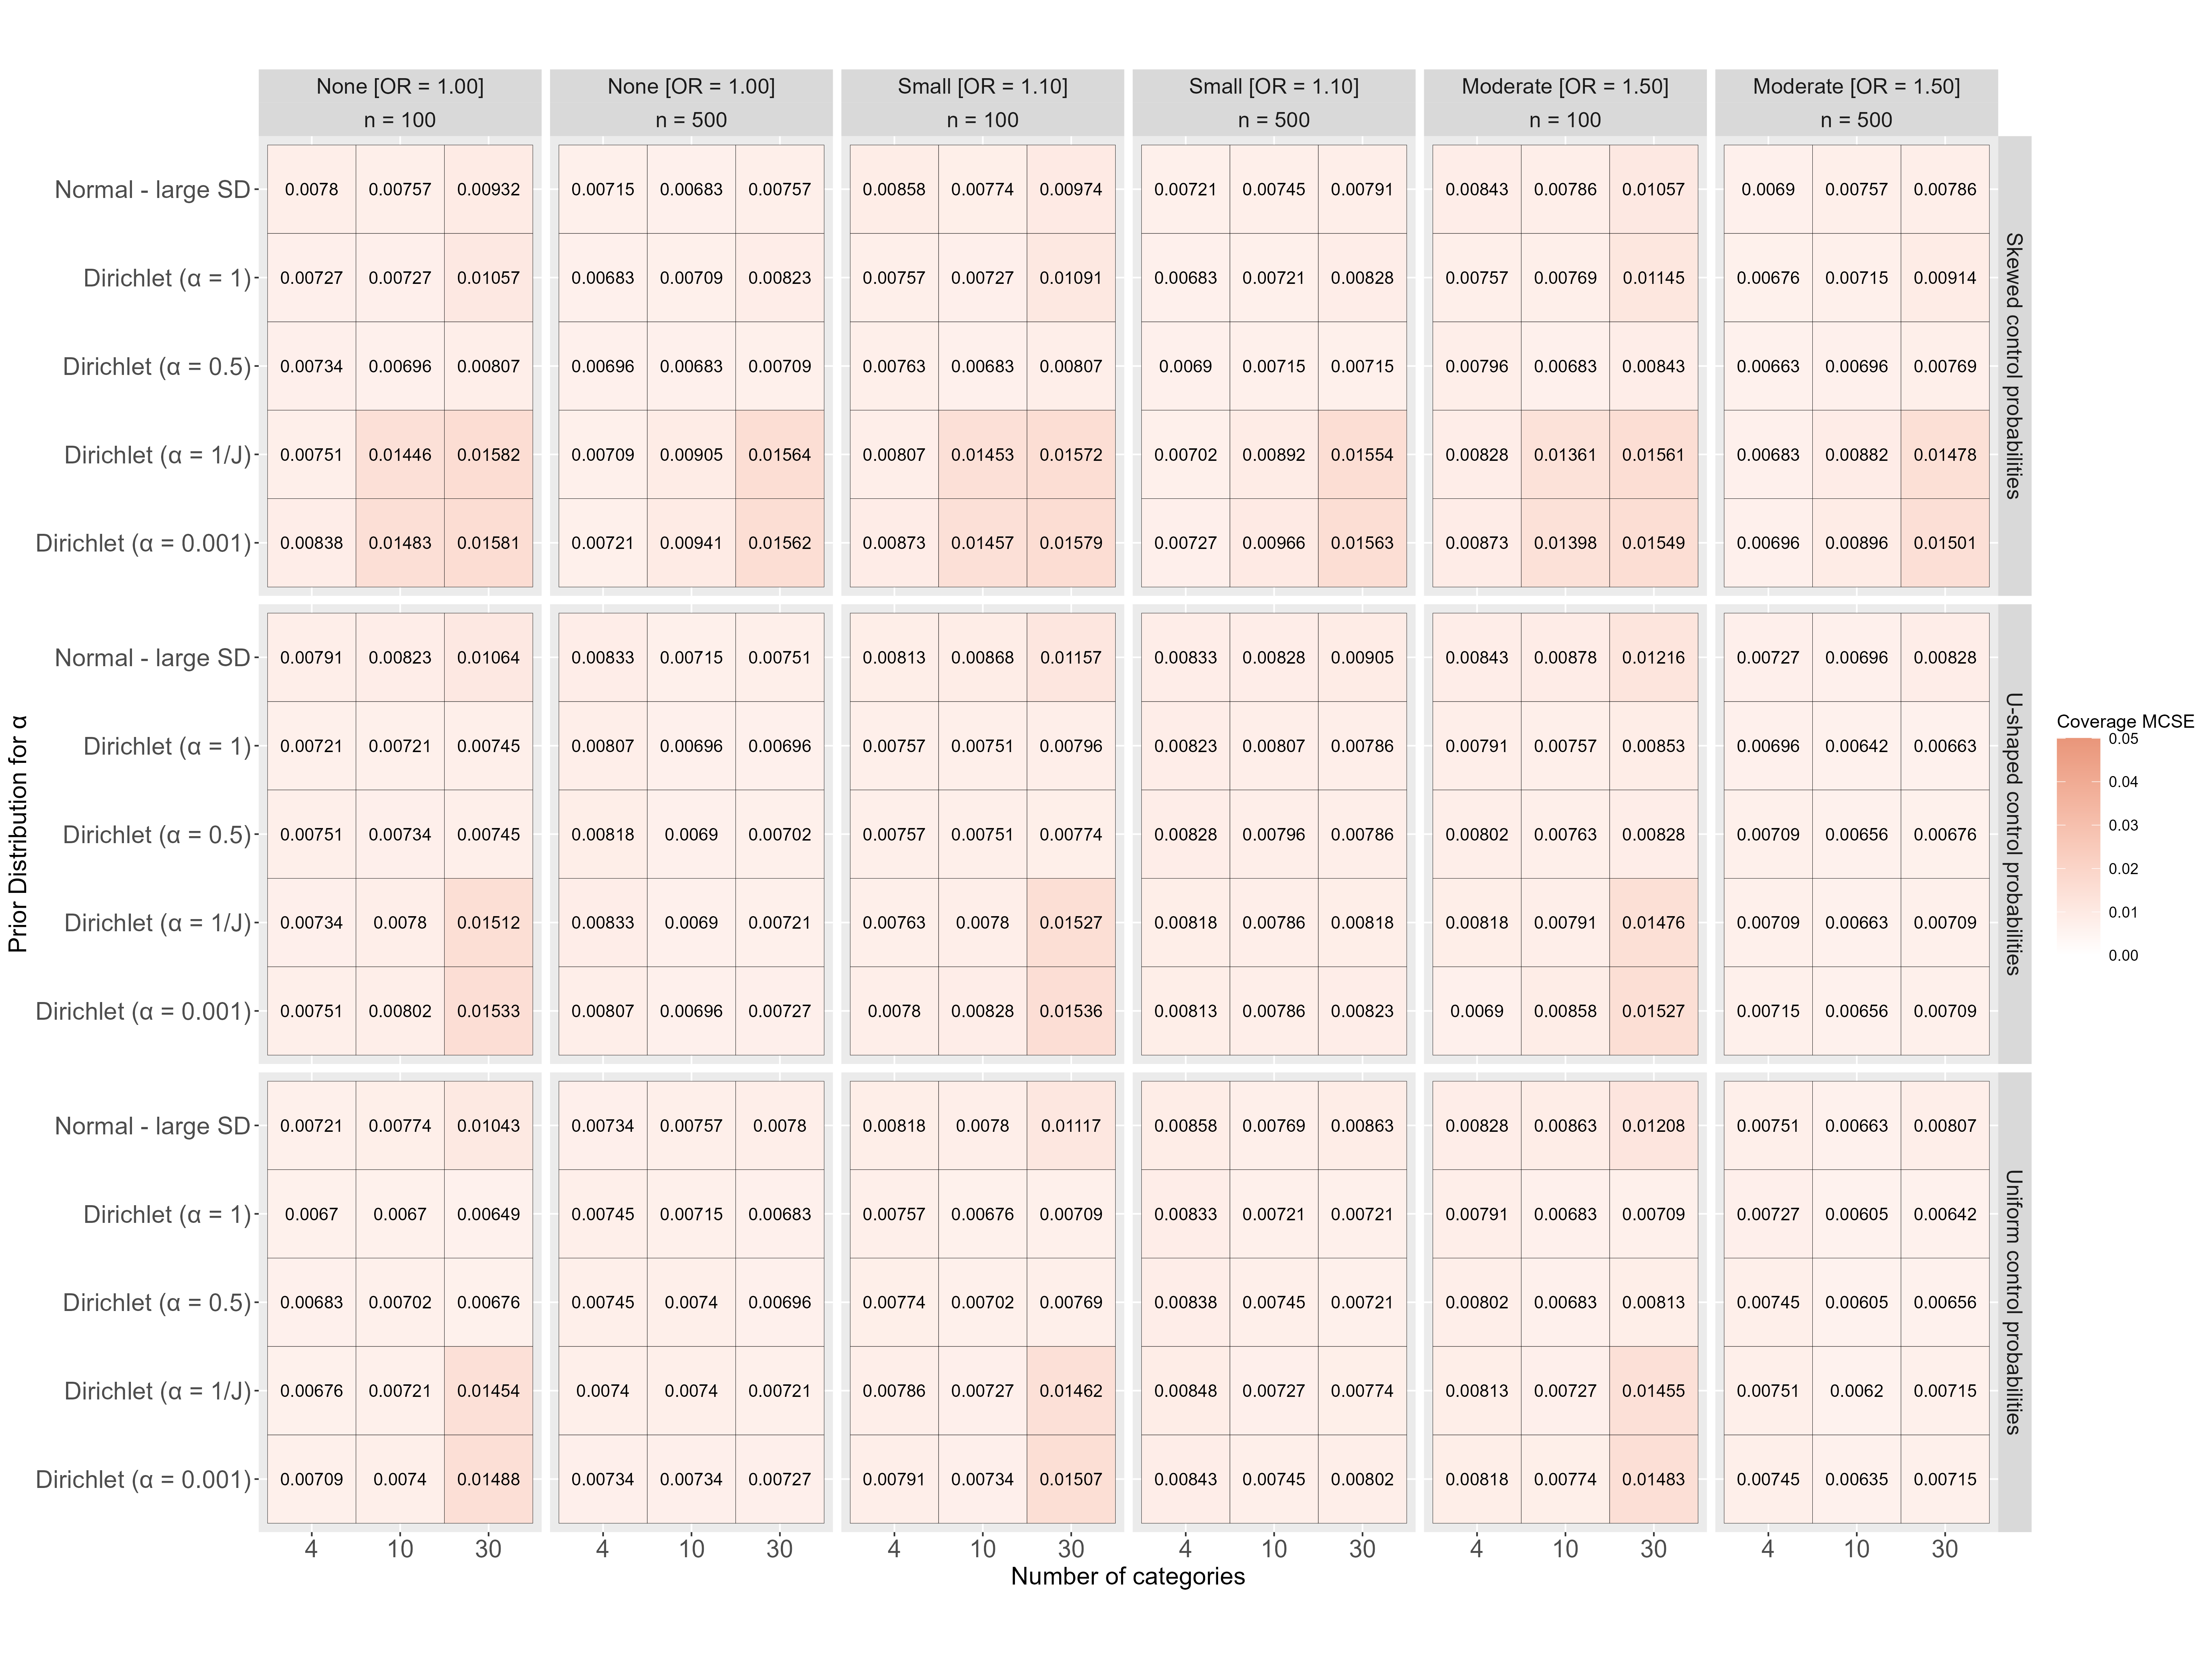 None [OR = 1.00] None [OR = 1.00] Small [OR = 1.10] Small [OR = 1.10] Moderate [OR = 1.50] Moderate [OR = 1.50]
n = 100 n = 500 n = 100 n = 500 n = 100 n = 500
Normal - large SD 0.0078 0.00757 0.00932 0.00715 0.00683 0.00757 0.00858 0.00774 0.00974 0.00721 0.00745 0.00791 0.00843 0.00786 0.01057 0.0069 0.00757 0.00786
Dirichlet (α = 1) 0.00727 0.00727 0.01057 0.00683 0.00709 0.00823 0.00757 0.00727 0.01091 0.00683 0.00721 0.00828 0.00757 0.00769 0.01145 0.00676 0.00715 0.00914
Dirichlet (α = 0.5) 0.00734 0.00696 0.00807 0.00696 0.00683 0.00709 0.00763 0.00683 0.00807 0.0069 0.00715 0.00715 0.00796 0.00683 0.00843 0.00663 0.00696 0.00769
Dirichlet (α = 1/J) 0.00751 0.01446 0.01582 0.00709 0.00905 0.01564 0.00807 0.01453 0.01572 0.00702 0.00892 0.01554 0.00828 0.01361 0.01561 0.00683 0.00882 0.01478
Dirichlet (α = 0.001) 0.00838 0.01483 0.01581 0.00721 0.00941 0.01562 0.00873 0.01457 0.01579 0.00727 0.00966 0.01563 0.00873 0.01398 0.01549 0.00696 0.00896 0.01501
Skewed control probabilities
Normal - large SD 0.00791 0.00823 0.01064 0.00833 0.00715 0.00751 0.00813 0.00868 0.01157 0.00833 0.00828 0.00905 0.00843 0.00878 0.01216 0.00727 0.00696 0.00828
Dirichlet (α = 1) 0.00721 0.00721 0.00745 0.00807 0.00696 0.00696 0.00757 0.00751 0.00796 0.00823 0.00807 0.00786 0.00791 0.00757 0.00853 0.00696 0.00642 0.00663
Dirichlet (α = 0.5) 0.00751 0.00734 0.00745 0.00818 0.0069 0.00702 0.00757 0.00751 0.00774 0.00828 0.00796 0.00786 0.00802 0.00763 0.00828 0.00709 0.00656 0.00676
Dirichlet (α = 1/J) 0.00734 0.0078 0.01512 0.00833 0.0069 0.00721 0.00763 0.0078 0.01527 0.00818 0.00786 0.00818 0.00818 0.00791 0.01476 0.00709 0.00663 0.00709
Dirichlet (α = 0.001) 0.00751 0.00802 0.01533 0.00807 0.00696 0.00727 0.0078 0.00828 0.01536 0.00813 0.00786 0.00823 0.0069 0.00858 0.01527 0.00715 0.00656 0.00709
U-shaped control probabilities
Normal - large SD 0.00721 0.00774 0.01043 0.00734 0.00757 0.0078 0.00818 0.0078 0.01117 0.00858 0.00769 0.00863 0.00828 0.00863 0.01208 0.00751 0.00663 0.00807
Dirichlet (α = 1) 0.0067 0.0067 0.00649 0.00745 0.00715 0.00683 0.00757 0.00676 0.00709 0.00833 0.00721 0.00721 0.00791 0.00683 0.00709 0.00727 0.00605 0.00642
Dirichlet (α = 0.5) 0.00683 0.00702 0.00676 0.00745 0.0074 0.00696 0.00774 0.00702 0.00769 0.00838 0.00745 0.00721 0.00802 0.00683 0.00813 0.00745 0.00605 0.00656
Dirichlet (α = 1/J) 0.00676 0.00721 0.01454 0.0074 0.0074 0.00721 0.00786 0.00727 0.01462 0.00848 0.00727 0.00774 0.00813 0.00727 0.01455 0.00751 0.0062 0.00715
Dirichlet (α = 0.001) 0.00709 0.0074 0.01488 0.00734 0.00734 0.00727 0.00791 0.00734 0.01507 0.00843 0.00745 0.00802 0.00818 0.00774 0.01483 0.00745 0.00635 0.00715
Uniform control probabilities
4 10 30 4 10 30 4 10 30 4 10 30 4 10 30 4 10 30
Number of categories
Prior Distribution for α
Coverage MCSE
0.05
0.04
0.03
0.02
0.01
0.00